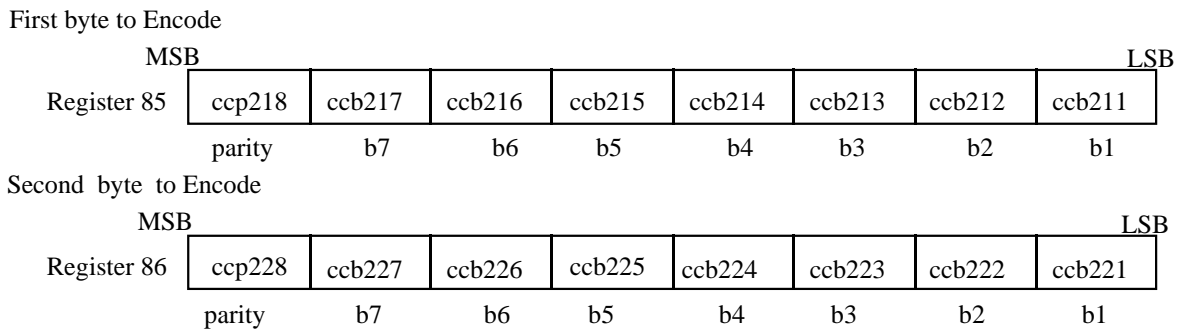 First byte to Encode
MSB LSB
Register 85 ccp218 ccb217 ccb216 ccb215 ccb214 ccb213 ccb212 ccb211
parity b7 b6 b5 b4 b3 b2 b1
Second byte to Encode
MSB LSB
Register 86 ccp228 ccb227 ccb226 ccb225 ccb224 ccb223 ccb222 ccb221
parity b7 b6 b5 b4 b3 b2 b1